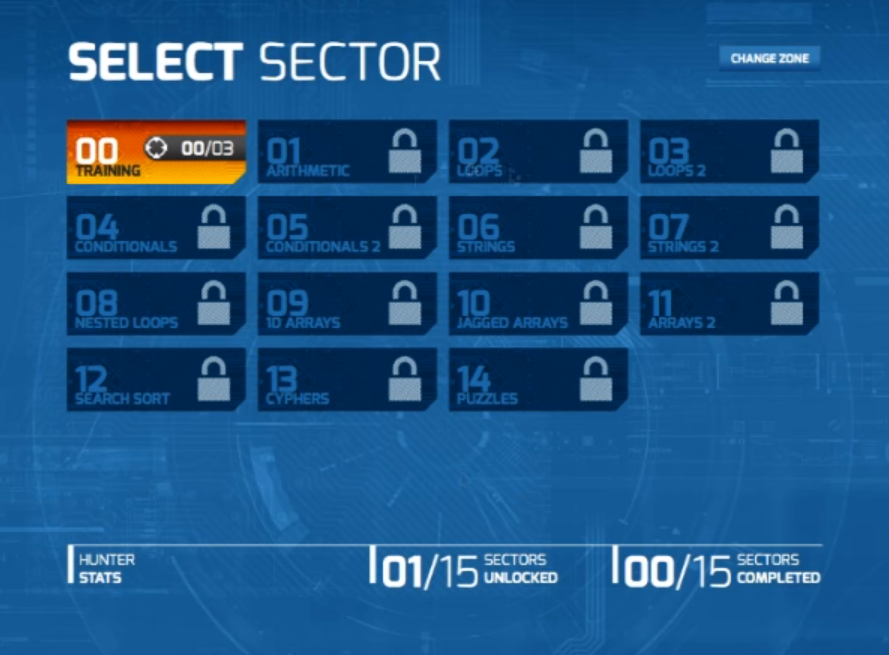 SELECT SECTOR
CHANGE ZONE
00 00/03
TRAINING
01
ARITHMETIC
02
LOOPS
03
LOOPS 2
04
CONDITIONALS
05
CONDITIONALS 2
06
STRINGS
07
STRINGS 2
08
NESTED LOOPS
09
1D ARRAYS
10
JAGGED ARRAYS
11
ARRAYS 2
12
SEARCH SORT
13
CYPHERS
14
PUZZLES
HUNTER
STATS
01/15 SECTORS
UNLOCKED
00/15 SECTORS
COMPLETED